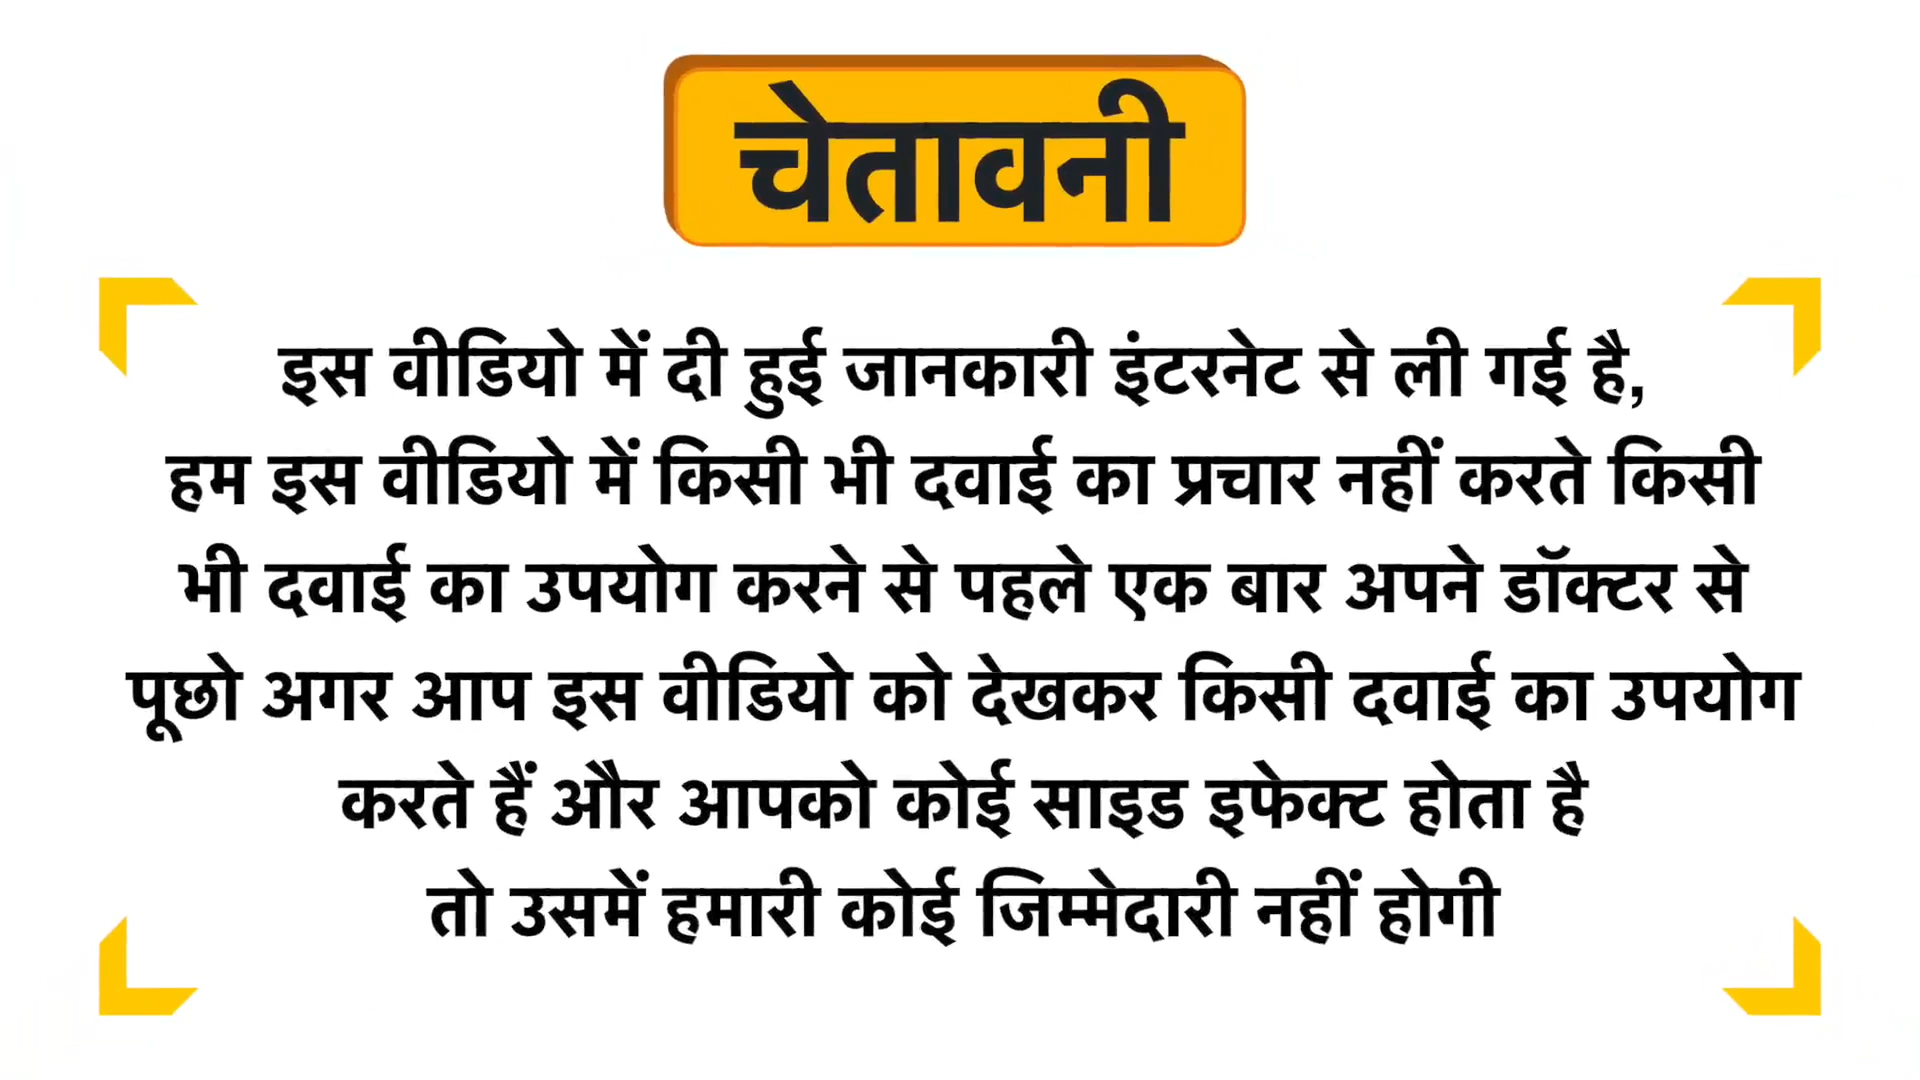 चेतावनी
इस वीडियो में दी हुई जानकारी इंटरनेट से ली गई है,
हम इस वीडियो में किसी भी दवाई का प्रचार नहीं करते किसी
भी दवाई का उपयोग करने से पहले एक बार अपने डॉक्टर से
पूछो अगर आप इस वीडियो को देखकर किसी दवाई का उपयोग
करते हैं और आपको कोई साइड इफेक्ट होता है
तो उसमें हमारी कोई जिम्मेदारी नहीं होगी